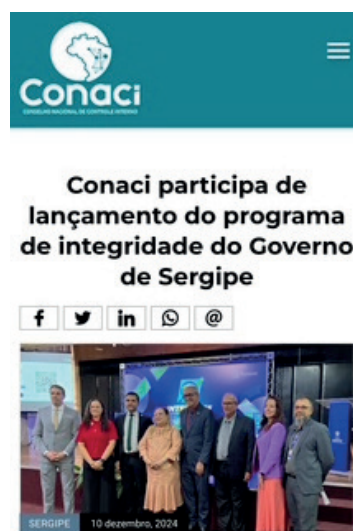 Conaci
CONSELHO NACIONAL DE CONTROLE INTERNO
Conaci participa de
lançamento do programa
de integridade do Governo
de Sergipe
SERGIPE
10 dezembro, 2024